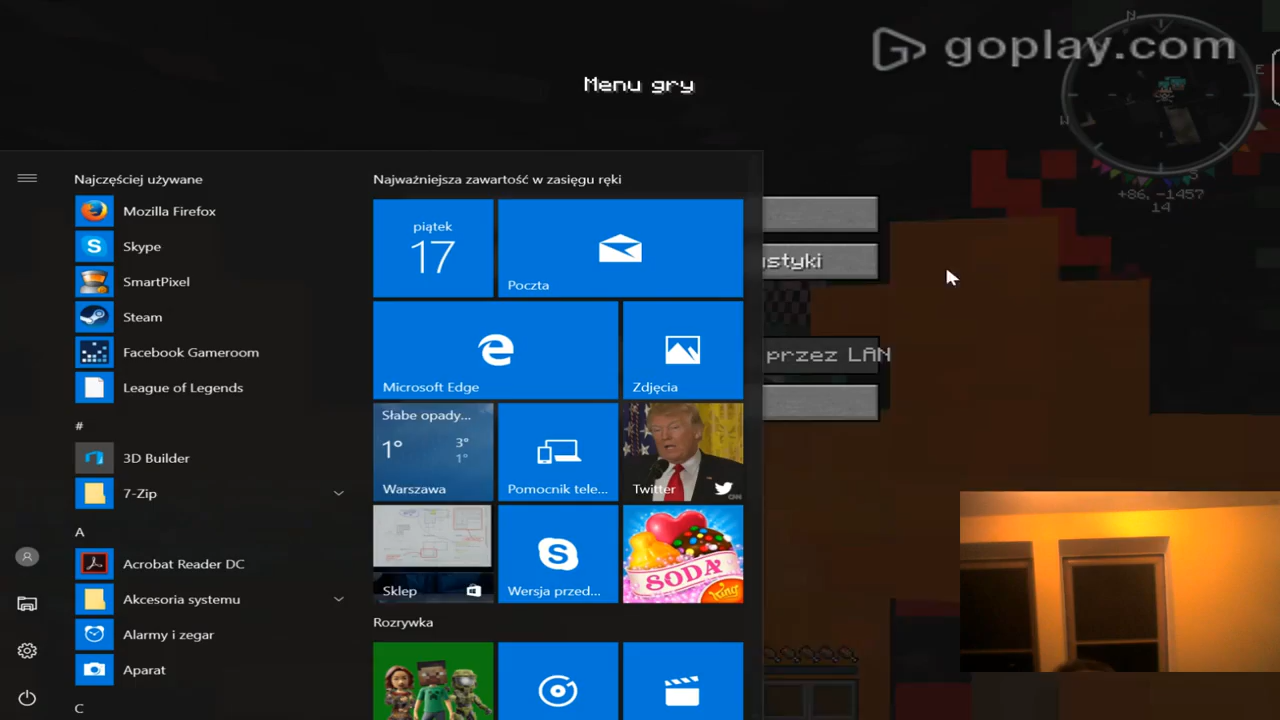 goplay.com
Menu gry
N
E
W
S
+86, -1457
14
Najczęściej używane
Mozilla Firefox
Skype
SmartPixel
Steam
Facebook Gameroom
League of Legends
#
3D Builder
7-Zip
A
Acrobat Reader DC
Akcesoria systemu
Alarmy i zegar
Aparat
C
Najważniejsza zawartość w zasięgu ręki
piątek
17
Poczta
Microsoft Edge
Zdjęcia
Słabe opady...
1° 3°
1°
Warszawa
Pomocnik tele...
Twitter
Sklep
Wersja przed...
SODA
King
Rozrywka
styki
przez LAN